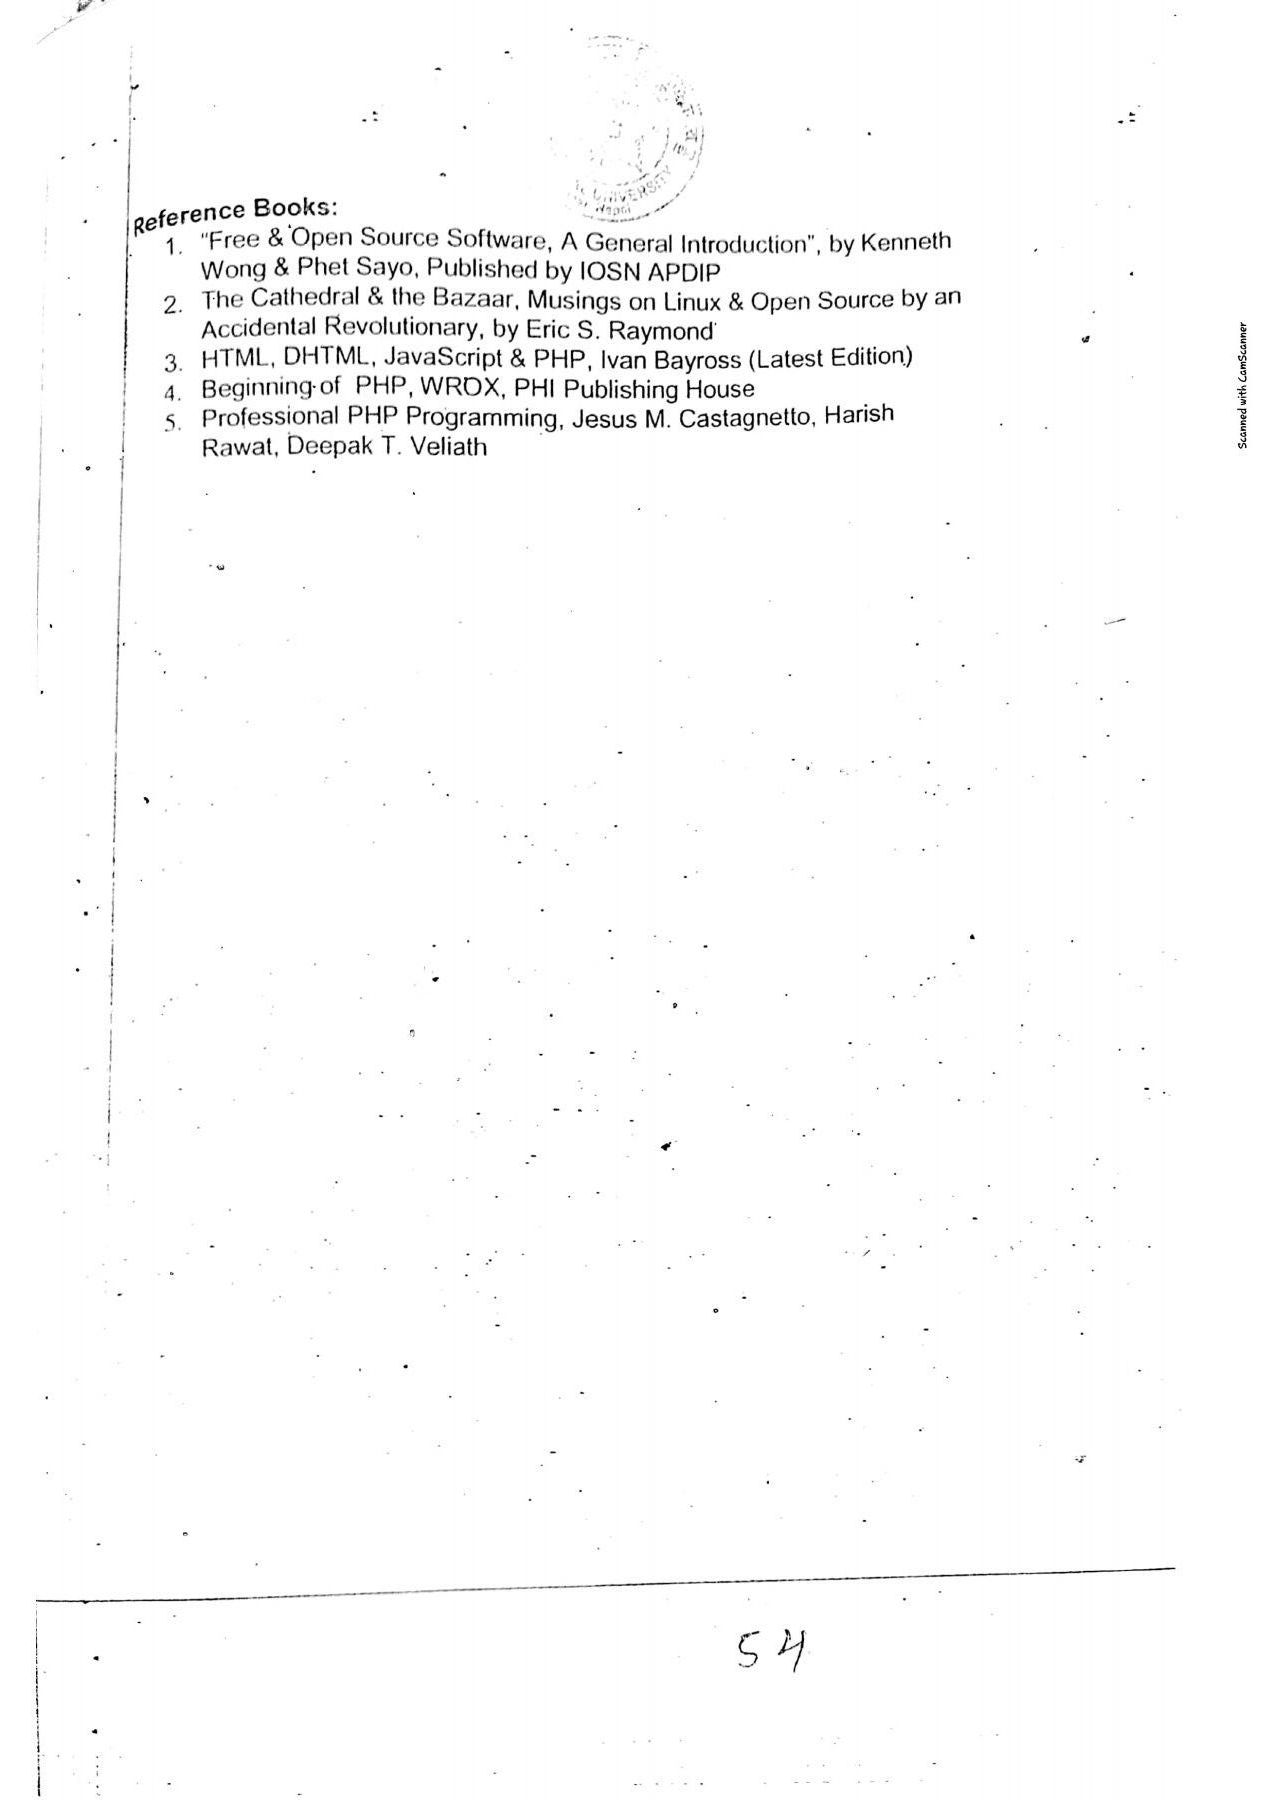 UNIVERSITY
Reference Books:
1. "Free & Open Source Software, A General Introduction", by Kenneth
Wong & Phet Sayo, Published by IOSN APDIP
2. The Cathedral & the Bazaar, Musings on Linux & Open Source by an
Accidental Revolutionary, by Eric S. Raymond
3. HTML, DHTML, JavaScript & PHP, Ivan Bayross (Latest Edition)
4. Beginning of PHP, WROX, PHI Publishing House
5. Professional PHP Programming, Jesus M. Castagnetto, Harish
Rawat, Deepak T. Veliath
54
Scanned with CamScanner